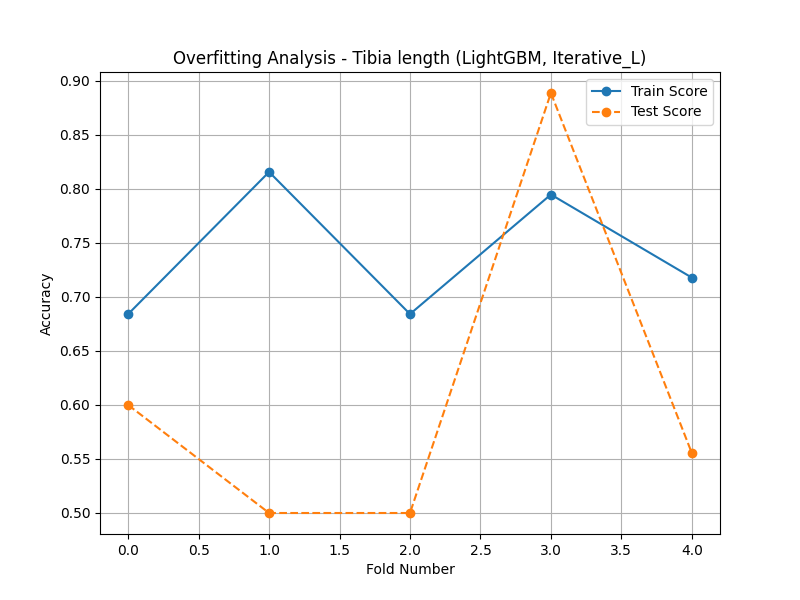 Overfitting Analysis - Tibia length (LightGBM, Iterative_L)
Train Score
Test Score
Accuracy
0.90
0.85
0.80
0.75
0.70
0.65
0.60
0.55
0.50
0.0 0.5 1.0 1.5 2.0 2.5 3.0 3.5 4.0
Fold Number